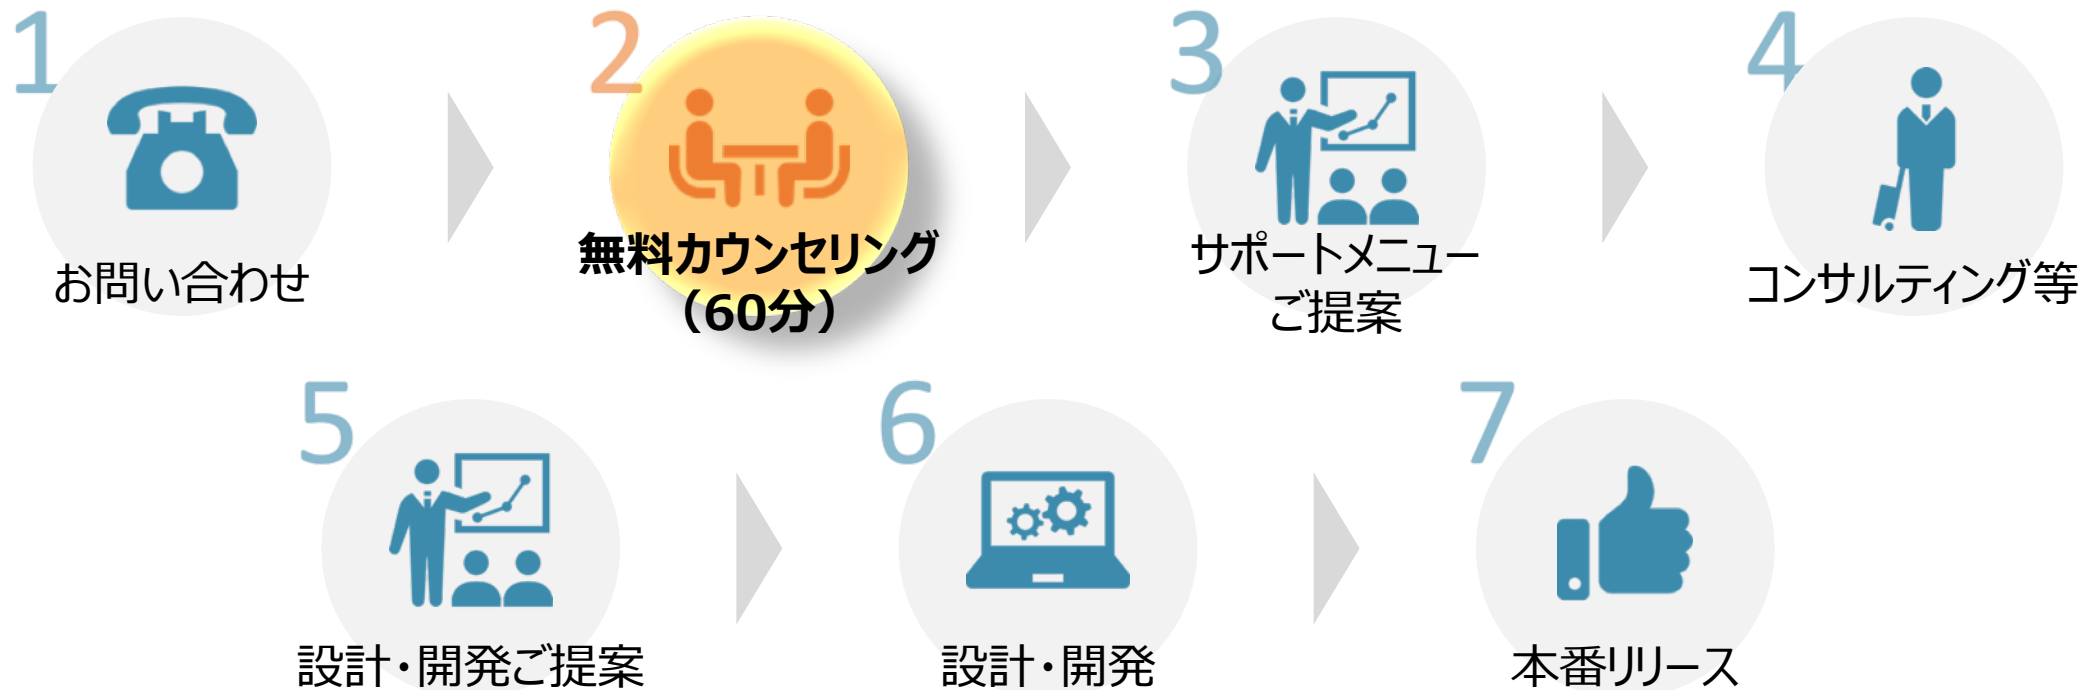 1
お問い合わせ
2
無料カウンセリング
（60分）
3
サポートメニュー
ご提案
4
コンサルティング等
5
設計・開発ご提案
6
設計・開発
7
本番リリース